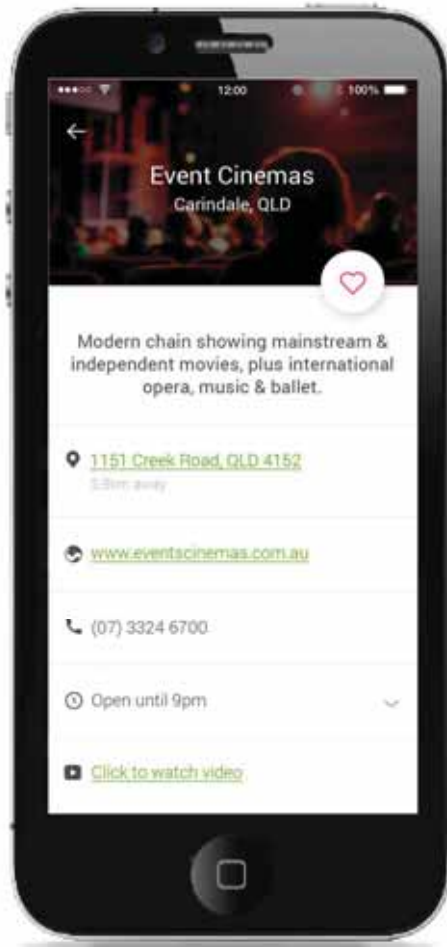 12:00
100%
Event Cinemas
Carindale, QLD
Modern chain showing mainstream &
independent movies, plus international
opera, music & ballet.
1151 Creek Road, QLD 4152
away
www.eventscinemas.com.au
(07) 3324 6700
Open until 9pm
Click to watch video